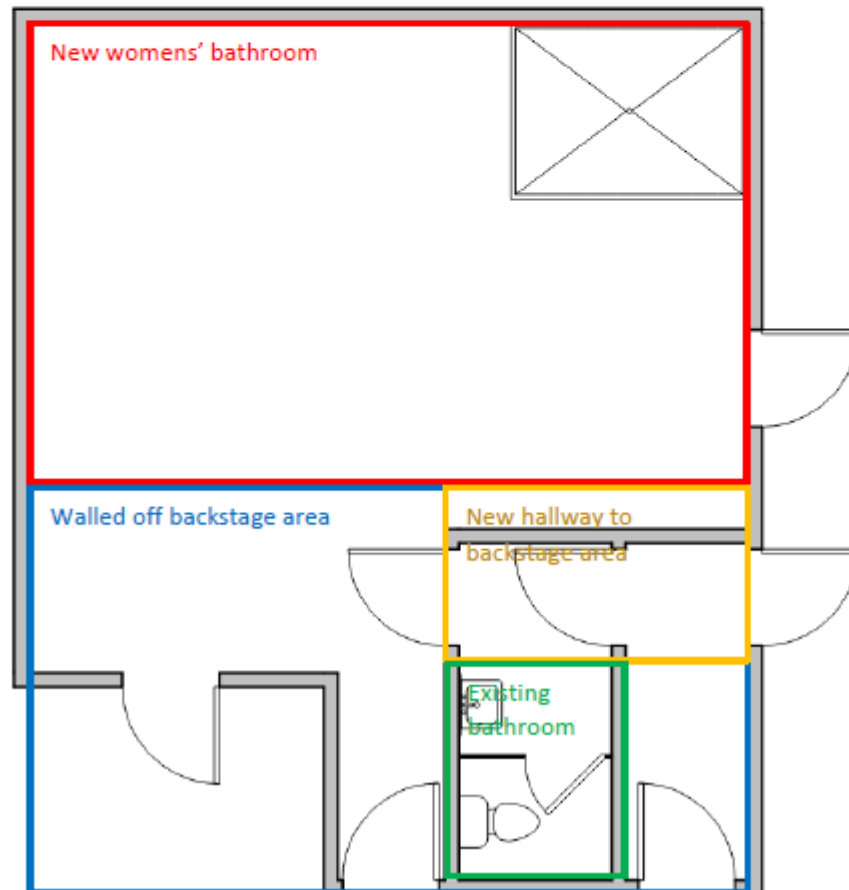 New womens’ bathroom
Walled off backstage area
New hallway to
backstage area
Existing
bathroom